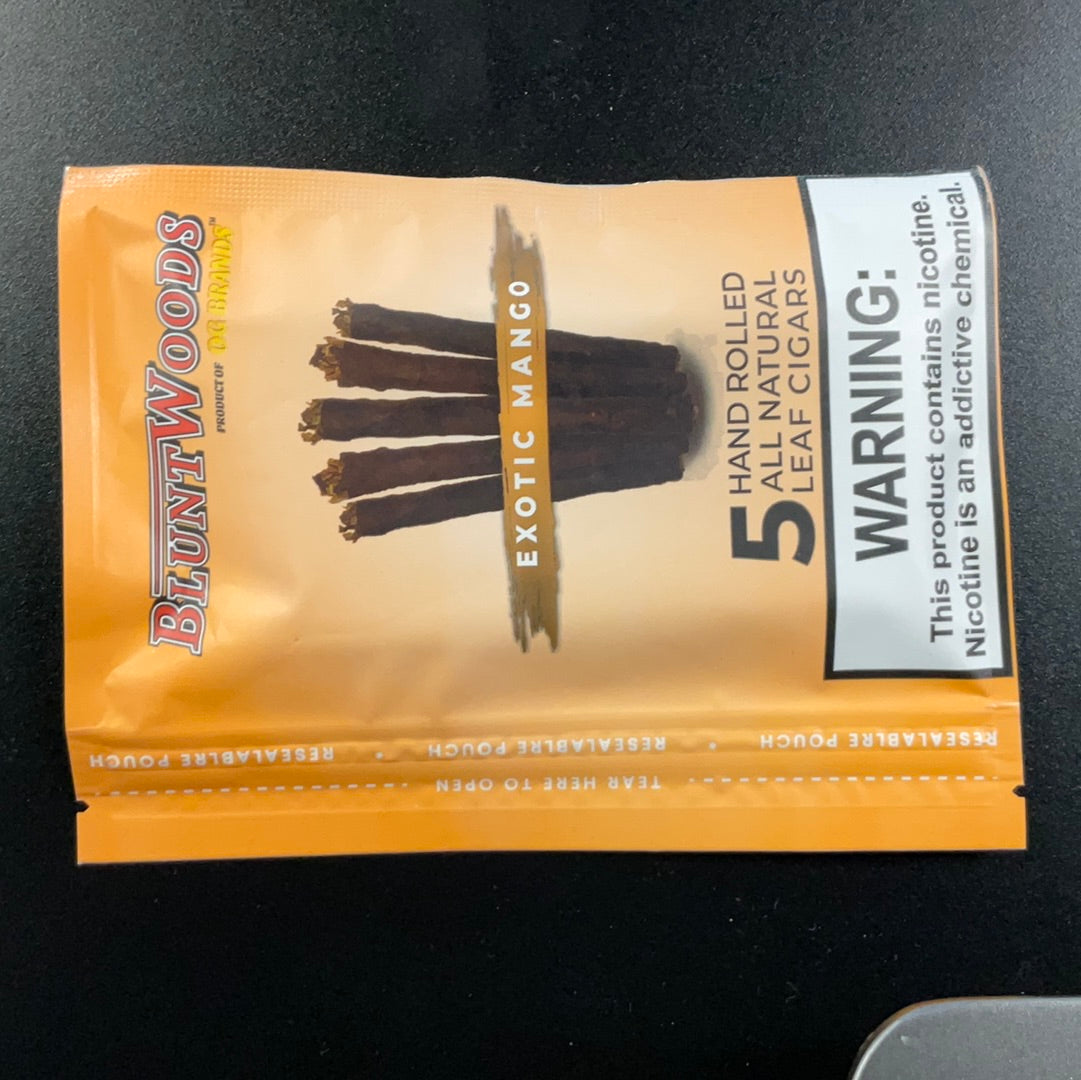 BLUNTWOODS™
PRODUCT OF OG BRANDS
EXOTIC MANGO
5 HAND ROLLED
ALL NATURAL
LEAF CIGARS
WARNING:
This product contains nicotine.
Nicotine is an addictive chemical.
RESEALABLRE POUCH • RESEALABLRE POUCH • RESEALABLRE POUCH
TEAR HERE TO OPEN